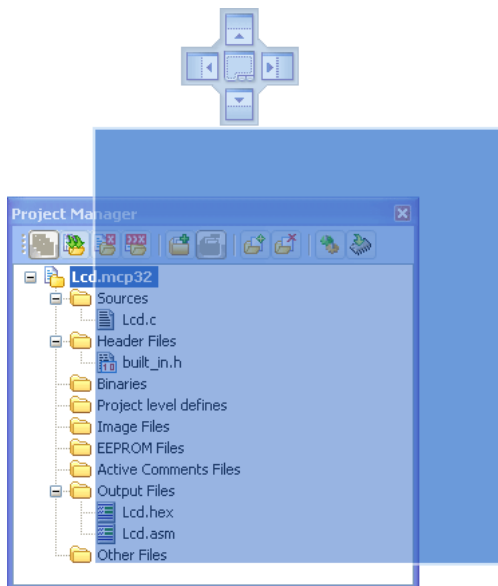 Project Manager
Lcd.mcp32
Sources
Lcd.c
Header Files
built_in.h
Binaries
Project level defines
Image Files
EEPROM Files
Active Comments Files
Output Files
Lcd.hex
Lcd.asm
Other Files